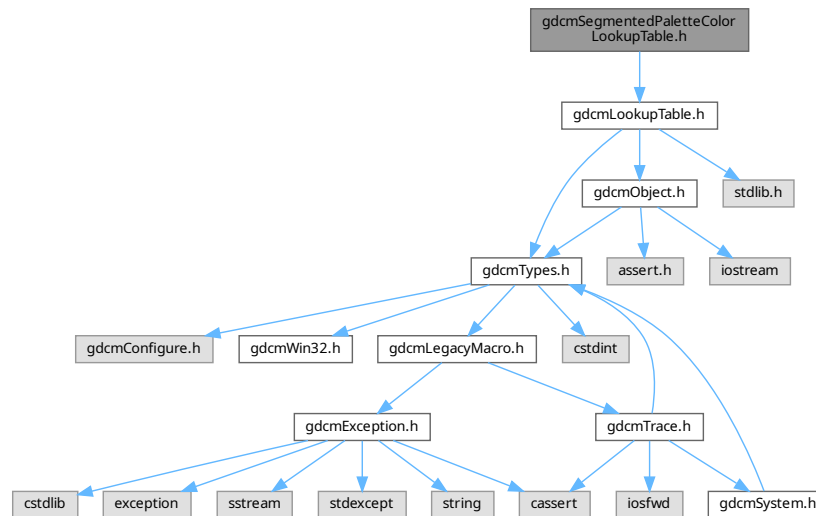 gdcmSegmentedPaletteColor
LookupTable.h
gdcmLookupTable.h
gdcmObject.h
stdlib.h
gdcmTypes.h
assert.h
iostream
gdcmConfigure.h
gdcmWin32.h
gdcmLegacyMacro.h
cstdint
gdcmException.h
gdcmTrace.h
cstdlib
exception
sstream
stdexcept
string
cassert
iosfwd
gdcmSystem.h